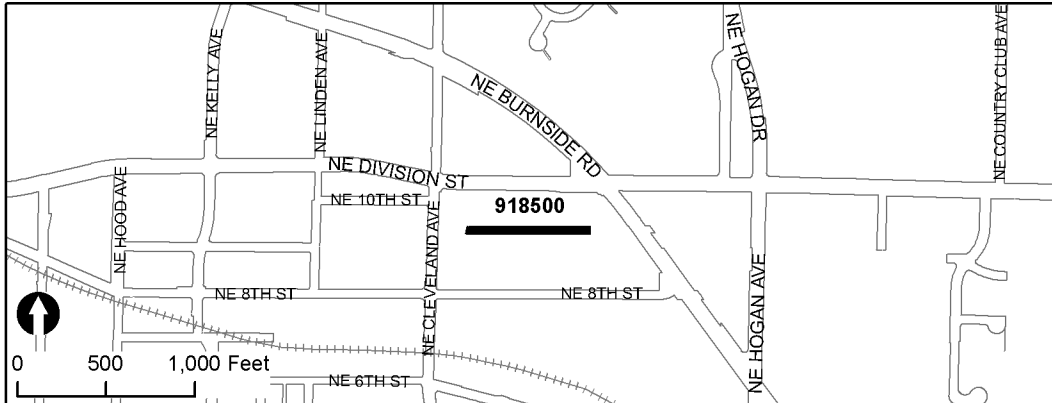 NE KELLY AVE
NE LINDEN AVE
NE BURNSIDE RD
NE HOGAN DR
NE COUNTRY CLUB AVE
NE DIVISION ST
NE HOOD AVE
NE 10TH ST
918500
NE CLEVELAND AVE
NE 8TH ST
NE 8TH ST
NE HOGAN AVE
0 500 1,000 Feet
NE 6TH ST